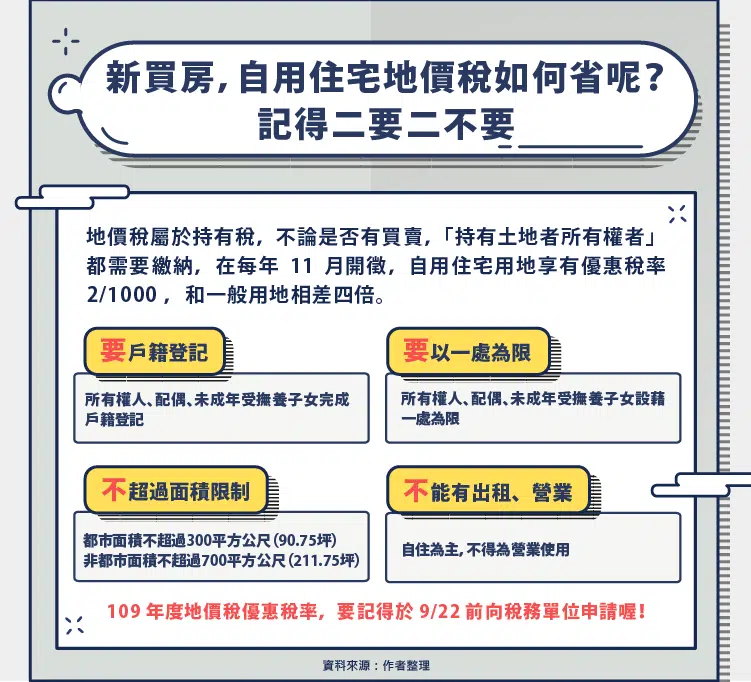 新買房，自用住宅地價稅如何省呢？
記得二要二不要
地價稅屬於持有稅，不論是否有買賣，「持有土地者所有權者」
都需要繳納，在每年 11 月開徵，自用住宅用地享有優惠稅率
2/1000 ，和一般用地相差四倍。
要戶籍登記
所有權人、配偶、未成年受撫養子女完成
戶籍登記
要以一處為限
所有權人、配偶、未成年受撫養子女設藉
一處為限
不超過面積限制
都市面積不超過300平方公尺（90.75坪）
非都市面積不超過700平方公尺（211.75坪）
不能有出租、營業
自住為主，不得為營業使用
109 年度地價稅優惠稅率，要記得於 9/22 前向稅務單位申請喔！
資料來源：作者整理